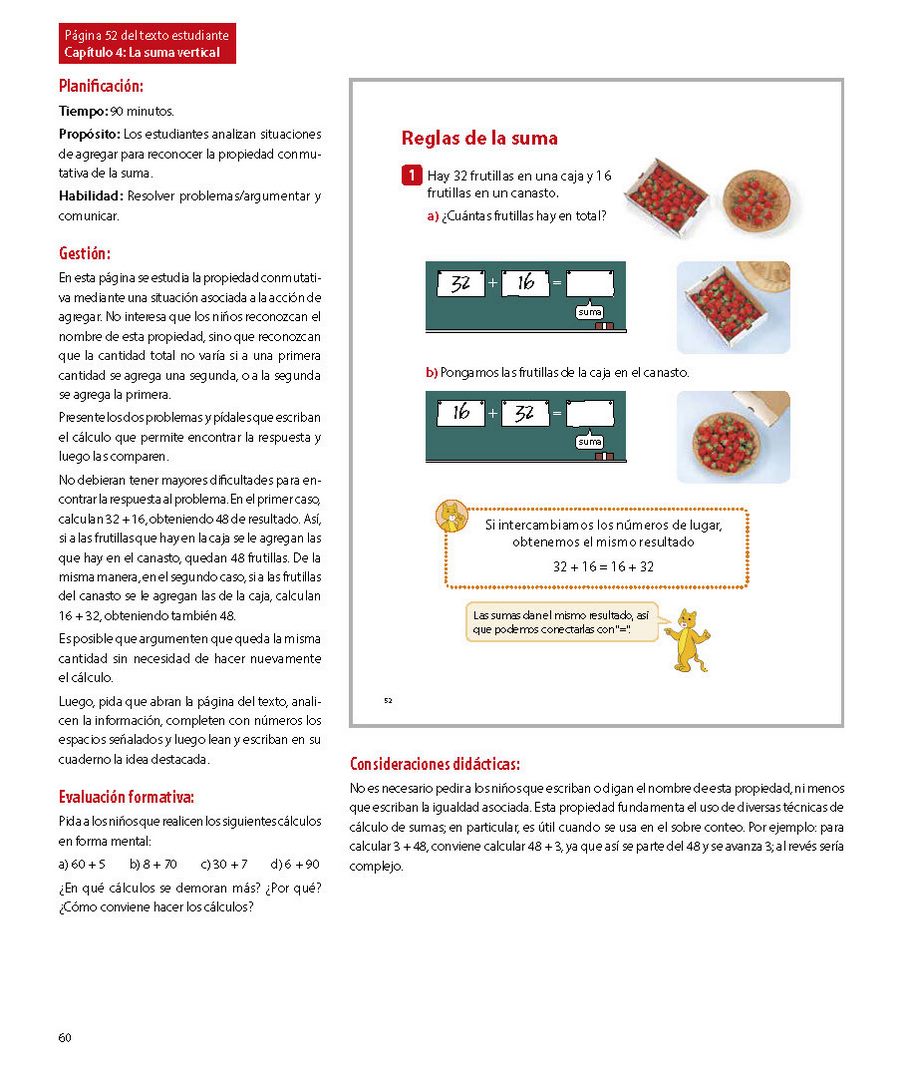 Página 52 del texto estudiante
Capítulo 4: La suma vertical
Planificación:
Tiempo: 90 minutos.
Propósito: Los estudiantes analizan situaciones
de agregar para reconocer la propiedad conmu-
tativa de la suma.
Habilidad: Resolver problemas/argumentar y
comunicar.
Gestión:
En esta página se estudia la propiedad conmutati-
va mediante una situación asociada a la acción de
agregar. No interesa que los niños reconozcan el
nombre de esta propiedad, sino que reconozcan
que la cantidad total no varía si a una primera
cantidad se agrega una segunda, o a la segunda
se agrega la primera.
Presente los dos problemas y pídales que escriban
el cálculo que permite encontrar la respuesta y
luego las comparen.
No debieran tener mayores dificultades para en-
contrar la respuesta al problema. En el primer caso,
calculan 32 + 16, obteniendo 48 de resultado. Así,
si a las frutillas que hay en la caja se le agregan las
que hay en el canasto, quedan 48 frutillas. De la
misma manera, en el segundo caso, si a las frutillas
del canasto se le agregan las de la caja, calculan
16 + 32, obteniendo también 48.
Es posible que argumenten que queda la misma
cantidad sin necesidad de hacer nuevamente
el cálculo.
Luego, pida que abran la página del texto, anali-
cen la información, completen con números los
espacios señalados y luego lean y escriban en su
cuaderno la idea destacada.
Evaluación formativa:
Pida a los niños que realicen los siguientes cálculos
en forma mental:
a) 60 + 5 b) 8 + 70 c) 30 + 7 d) 6 + 90
¿En qué cálculos se demoran más? ¿Por qué?
¿Cómo conviene hacer los cálculos?
Reglas de la suma
1 Hay 32 frutillas en una caja y 16
frutillas en un canasto.
a) ¿Cuántas frutillas hay en total?
32 + 16 =
suma
b) Pongamos las frutillas de la caja en el canasto.
16 + 32 =
suma
Si intercambiamos los números de lugar,
obtenemos el mismo resultado
32 + 16 = 16 + 32
Las sumas dan el mismo resultado, así
que podemos conectarlas con "=".
52
Consideraciones didácticas:
No es necesario pedir a los niños que escriban o digan el nombre de esta propiedad, ni menos
que escriban la igualdad asociada. Esta propiedad fundamenta el uso de diversas técnicas de
cálculo de sumas; en particular, es útil cuando se usa en el sobre conteo. Por ejemplo: para
calcular 3 + 48, conviene calcular 48 + 3, ya que así se parte del 48 y se avanza 3; al revés sería
complejo.
60